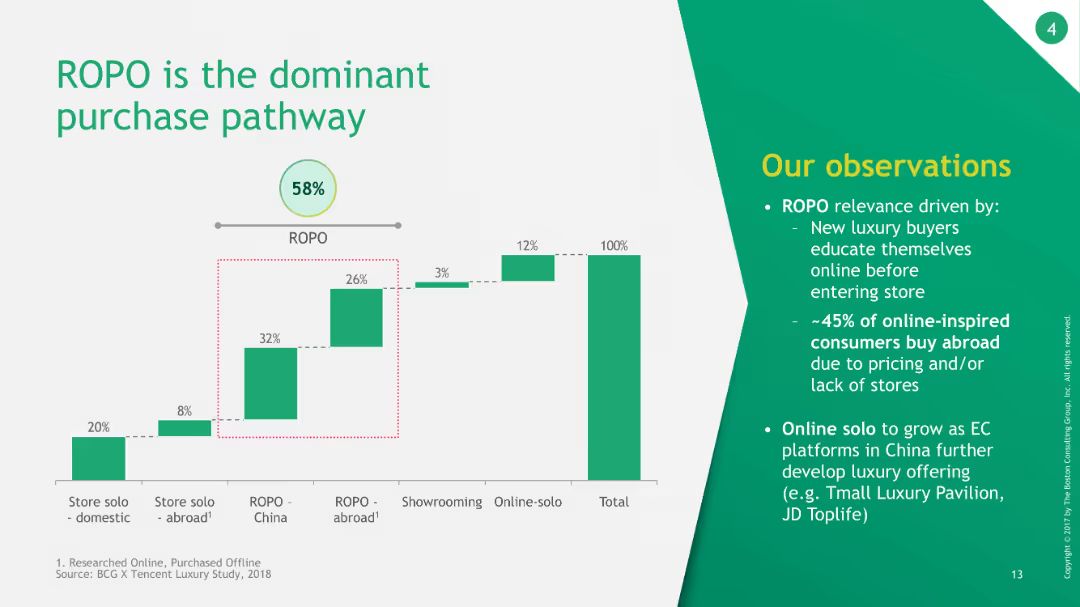 4
ROPO is the dominant
purchase pathway
58%
ROPO
20%
8%
32%
26%
3%
12%
100%
Store solo
- domestic
Store solo
- abroad¹
ROPO -
China
ROPO -
abroad¹
Showrooming
Online-solo
Total
1. Researched Online, Purchased Offline
Source: BCG X Tencent Luxury Study, 2018
Our observations
• ROPO relevance driven by:
- New luxury buyers
educate themselves
online before
entering store
- ~45% of online-inspired
consumers buy abroad
due to pricing and/or
lack of stores
• Online solo to grow as EC
platforms in China further
develop luxury offering
(e.g. Tmall Luxury Pavilion,
JD Toplife)
13
Copyright © 2017 by The Boston Consulting Group, Inc. All rights reserved.